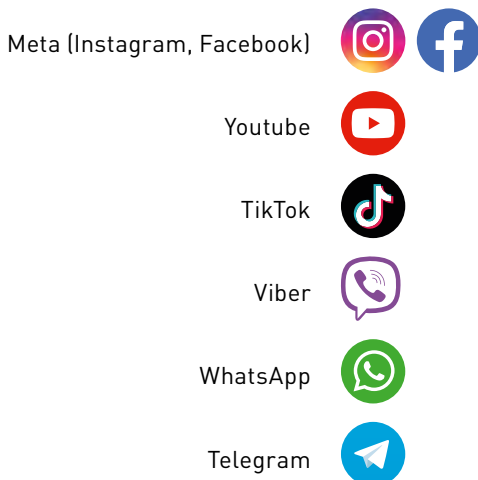 Meta (Instagram, Facebook)
Youtube
TikTok
Viber
WhatsApp
Telegram